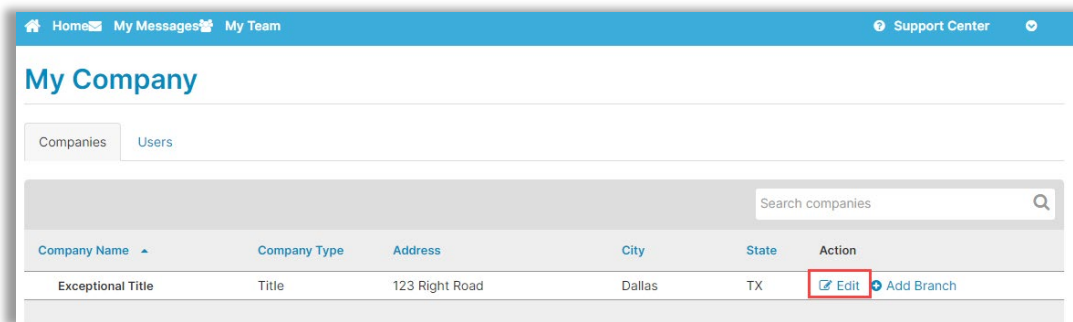 Home My Messages My Team Support Center
My Company
Companies Users
Search companies
Company Name Company Type Address City State Action
Exceptional Title Title 123 Right Road Dallas TX Edit Add Branch